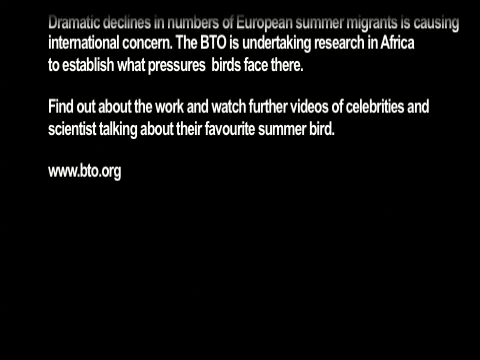 Dramatic declines in numbers of European summer migrants is causing
international concern. The BTO is undertaking research in Africa
to establish what pressures  birds face there.
Find out about the work and watch further videos of celebrities and
scientist talking about their favourite summer bird.
www.bto.org